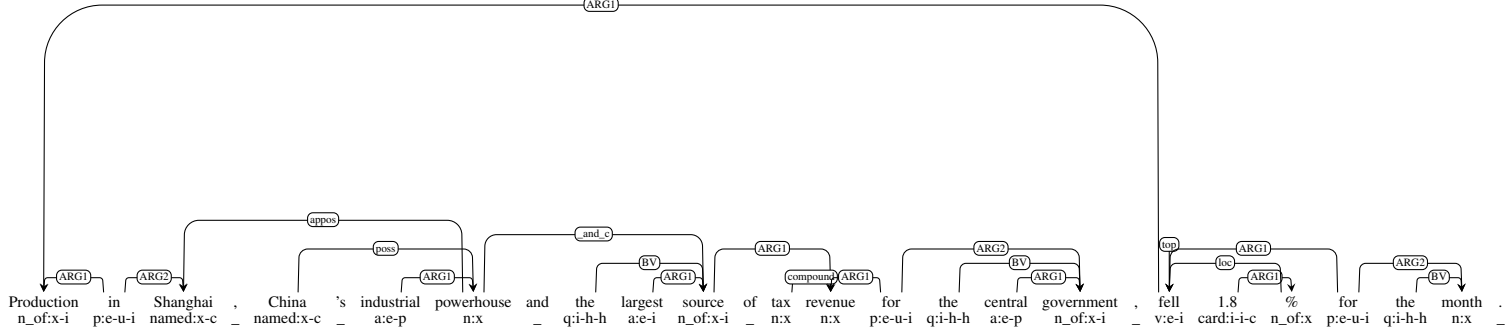 ARG1
appos
_and_c
top
poss ARG1 ARG2 ARG1
BV BV loc ARG2
ARG1 ARG2 ARG1 ARG1 compound ARG1 ARG1 ARG1 BV
Production in Shanghai , China 's industrial powerhouse and the largest source of tax revenue for the central government , fell 1.8 % for the month .
n_of:x-i p:e-u-i named:x-c _ named:x-c _ a:e-p n:x _ q:i-h-h a:e-i n_of:x-i _ n:x n:x p:e-u-i q:i-h-h a:e-p n_of:x-i _ v:e-i card:i-i-c n_of:x p:e-u-i q:i-h-h n:x _